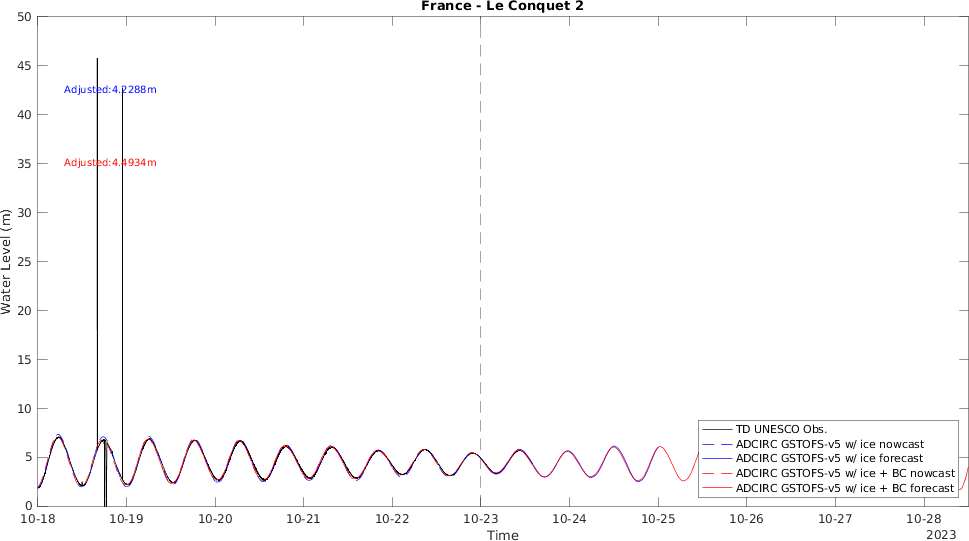 France - Le Conquet 2
50
45
40
35
30
25
20
15
10
5
0
Water Level (m)
Adjusted:4.2288m
Adjusted:4.4934m
TD UNESCO Obs.
ADCIRC GSTOFS-v5 w/ ice nowcast
ADCIRC GSTOFS-v5 w/ ice forecast
ADCIRC GSTOFS-v5 w/ ice + BC nowcast
ADCIRC GSTOFS-v5 w/ ice + BC forecast
10-18 10-19 10-20 10-21 10-22 10-23 10-24 10-25 10-26 10-27 10-28
Time
2023